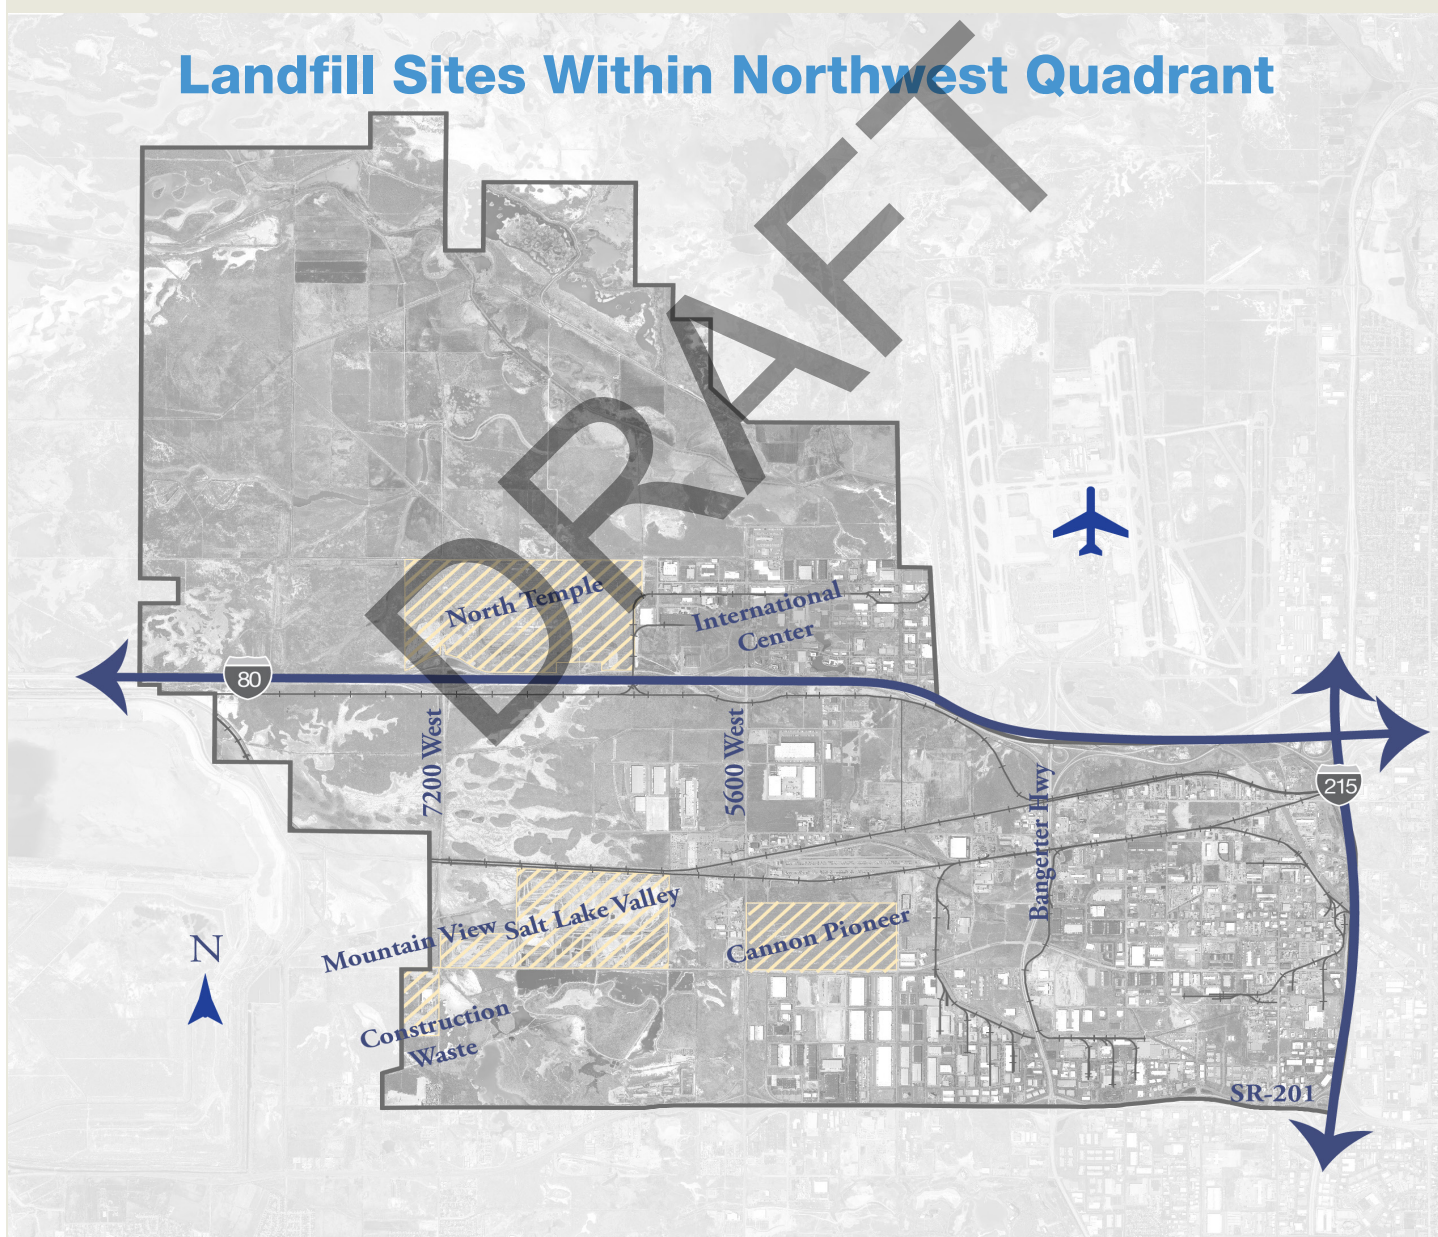 Landfill Sites Within Northwest Quadrant
DRAFT
North Temple
International
Center
80
7200 West
5600 West
Bangerter Hwy
215
Mountain View
Salt Lake Valley
Cannon Pioneer
N
Construction
Waste
SR-201